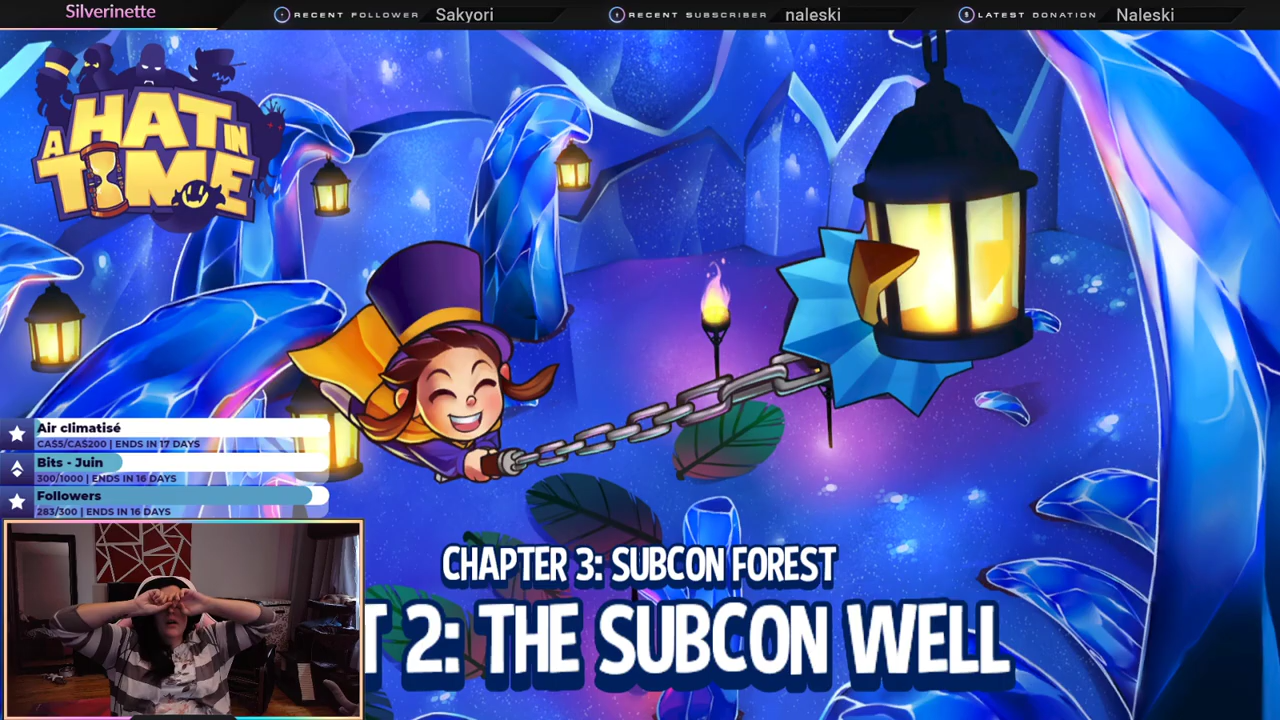 Silverinette
RECENT FOLLOWER Sakyori
RECENT SUBSCRIBER naleski
LATEST DONATION Naleski
A HAT IN TIME
Air climatisé
CA$5/CA$200 | ENDS IN 17 DAYS
Bits - Juin
300/1000 | ENDS IN 16 DAYS
Followers
283/300 | ENDS IN 16 DAYS
CHAPTER 3: SUBCON FOREST
T 2: THE SUBCON WELL